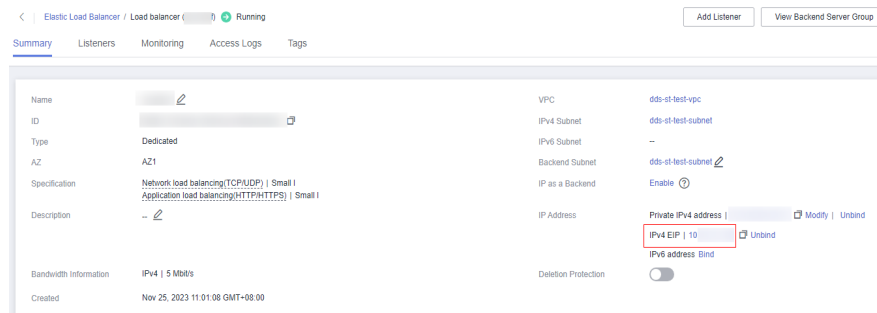 Elastic Load Balancer / Load balancer ( ) Running
Add Listener
View Backend Server Group
Summary
Listeners
Monitoring
Access Logs
Tags
Name
VPC
dds-st-test-vpc
ID
IPv4 Subnet
dds-st-test-subnet
Type
Dedicated
IPv6 Subnet
--
AZ
AZ1
Backend Subnet
dds-st-test-subnet
Specification
Network load balancing(TCP/UDP) | Small I
Application load balancing(HTTP/HTTPS) | Small I
IP as a Backend
Enable
Description
--
IP Address
Private IPv4 address |
Modify | Unbind
IPv4 EIP | 10
Unbind
IPv6 address Bind
Bandwidth Information
IPv4 | 5 Mbit/s
Deletion Protection
Created
Nov 25, 2023 11:01:08 GMT+08:00